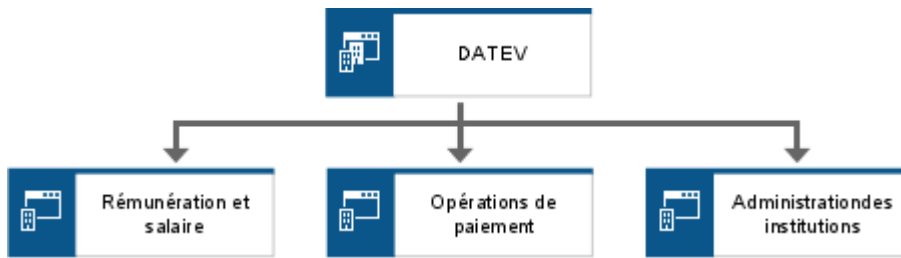 DATEV
Rémunération et
salaire
Opérations de
paiement
Administrationdes
institutions